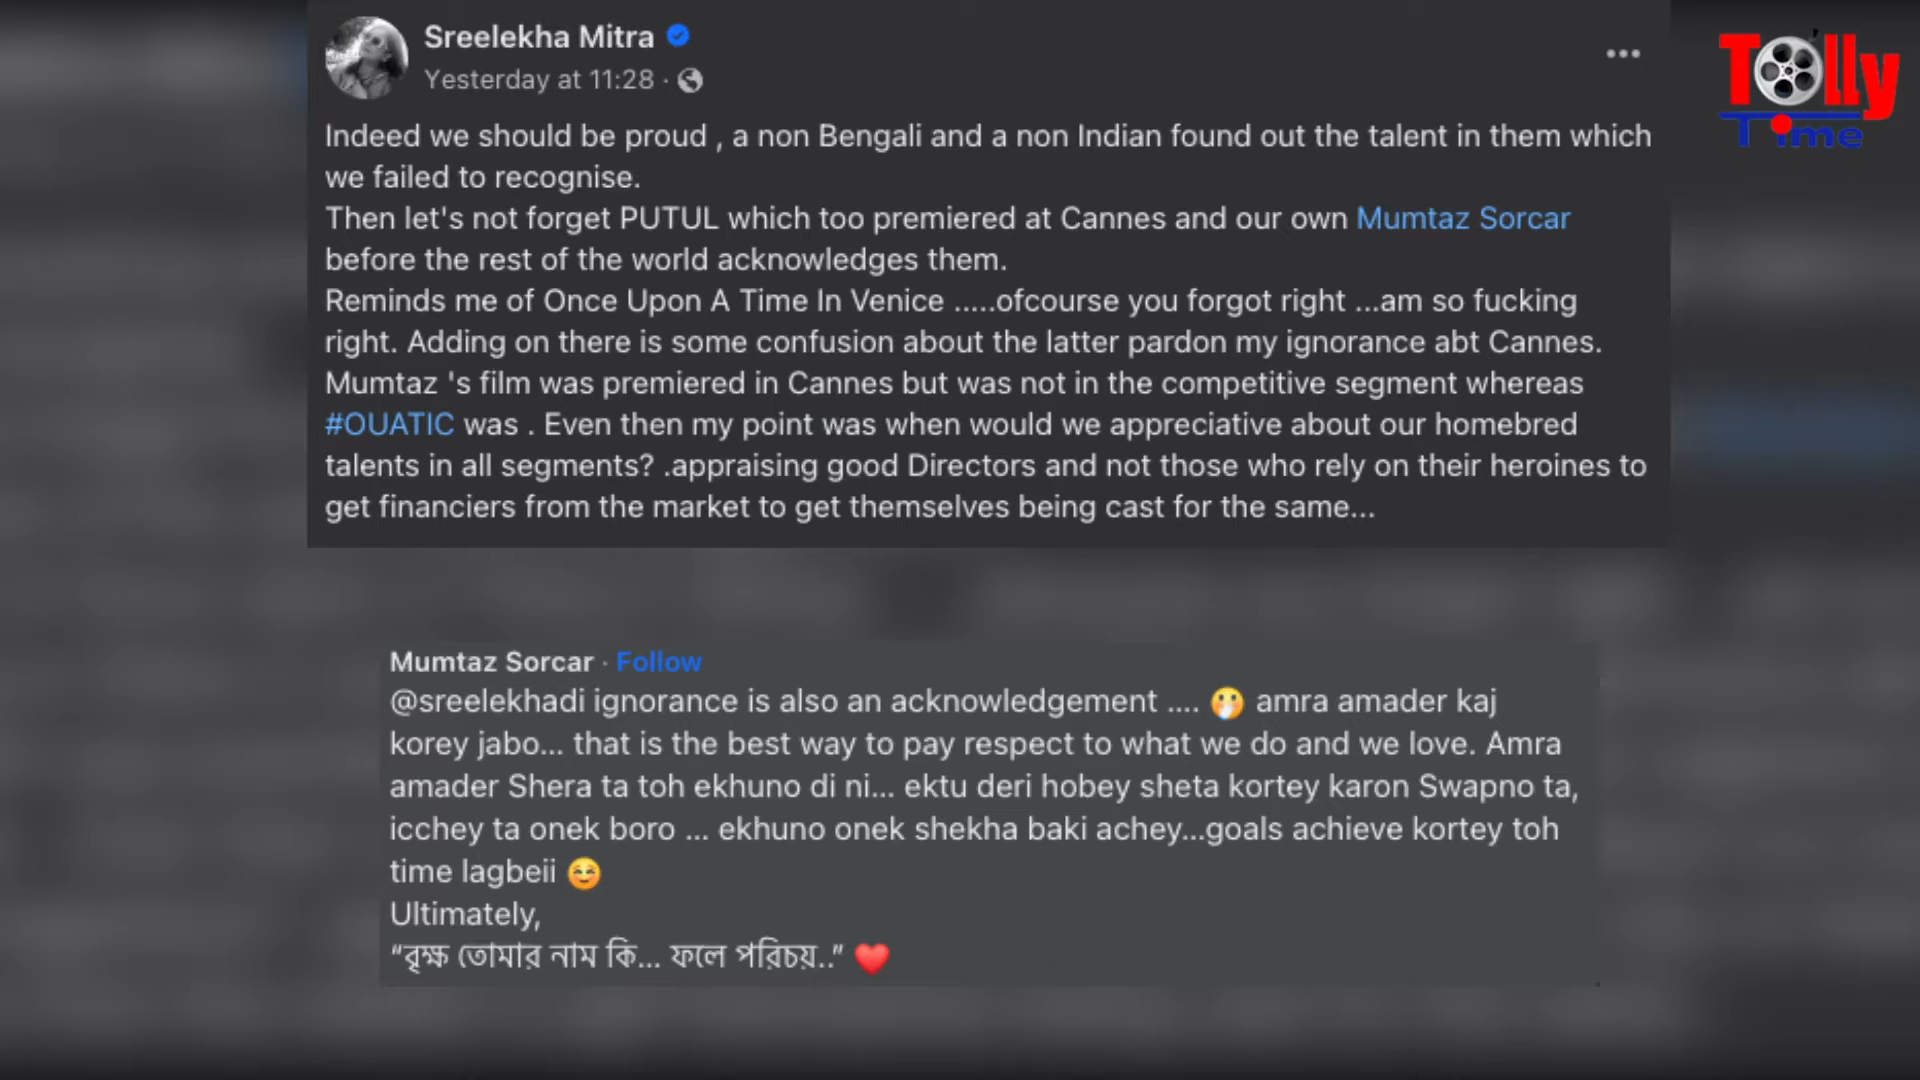 Sreelekha Mitra
Yesterday at 11:28 ·
Indeed we should be proud , a non Bengali and a non Indian found out the talent in them which
we failed to recognise.
Then let's not forget PUTUL which too premiered at Cannes and our own Mumtaz Sorcar
before the rest of the world acknowledges them.
Reminds me of Once Upon A Time In Venice .....ofcourse you forgot right ...am so fucking
right. Adding on there is some confusion about the latter pardon my ignorance abt Cannes.
Mumtaz 's film was premiered in Cannes but was not in the competitive segment whereas
#OUATIC was . Even then my point was when would we appreciative about our homebred
talents in all segments? .appraising good Directors and not those who rely on their heroines to
get financiers from the market to get themselves being cast for the same...
Tolly
Time
Mumtaz Sorcar · Follow
@sreelekhadi ignorance is also an acknowledgement .... 🫢 amra amader kaj
korey jabo... that is the best way to pay respect to what we do and we love. Amra
amader Shera ta toh ekhuno di ni... ektu deri hobey sheta kortey karon Swapno ta,
icchey ta onek boro ... ekhuno onek shekha baki achey...goals achieve kortey toh
time lagbeii ☺️
Ultimately,
“বৃক্ষ তোমার নাম কি... ফলে পরিচয়..” ❤️